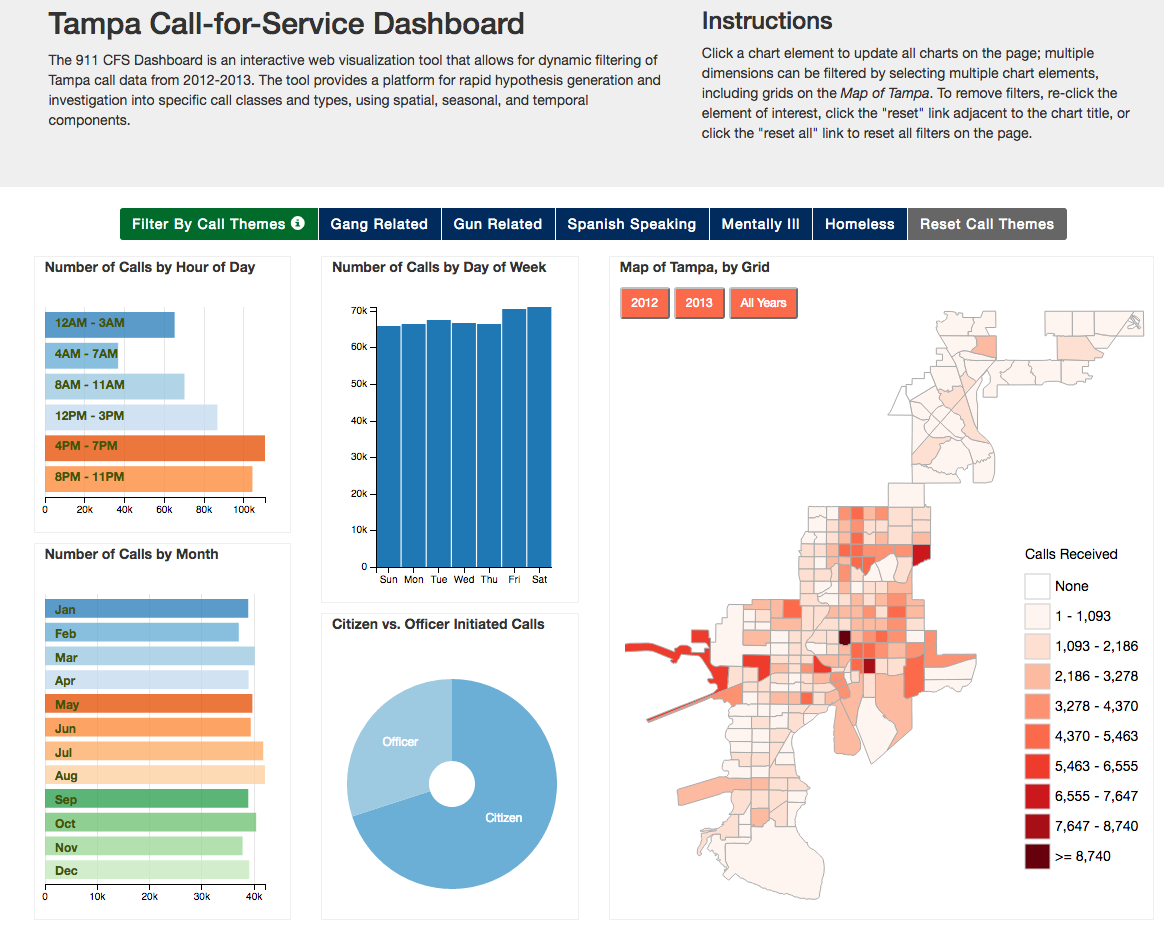 Tampa Call-for-Service Dashboard
The 911 CFS Dashboard is an interactive web visualization tool that allows for dynamic filtering of
Tampa call data from 2012-2013. The tool provides a platform for rapid hypothesis generation and
investigation into specific call classes and types, using spatial, seasonal, and temporal
components.
Instructions
Click a chart element to update all charts on the page; multiple
dimensions can be filtered by selecting multiple chart elements,
including grids on the Map of Tampa. To remove filters, re-click the
element of interest, click the "reset" link adjacent to the chart title, or
click the "reset all" link to reset all filters on the page.
Filter By Call Themes i Gang Related Gun Related Spanish Speaking Mentally Ill Homeless Reset Call Themes
Number of Calls by Hour of Day
12AM - 3AM
4AM - 7AM
8AM - 11AM
12PM - 3PM
4PM - 7PM
8PM - 11PM
0 20k 40k 60k 80k 100k
Number of Calls by Month
Jan
Feb
Mar
Apr
May
Jun
Jul
Aug
Sep
Oct
Nov
Dec
0 10k 20k 30k 40k
Number of Calls by Day of Week
70k
60k
50k
40k
30k
20k
10k
0
Sun Mon Tue Wed Thu Fri Sat
Citizen vs. Officer Initiated Calls
Officer
Citizen
Map of Tampa, by Grid
2012 2013 All Years
Calls Received
None
1 - 1,093
1,093 - 2,186
2,186 - 3,278
3,278 - 4,370
4,370 - 5,463
5,463 - 6,555
6,555 - 7,647
7,647 - 8,740
>= 8,740